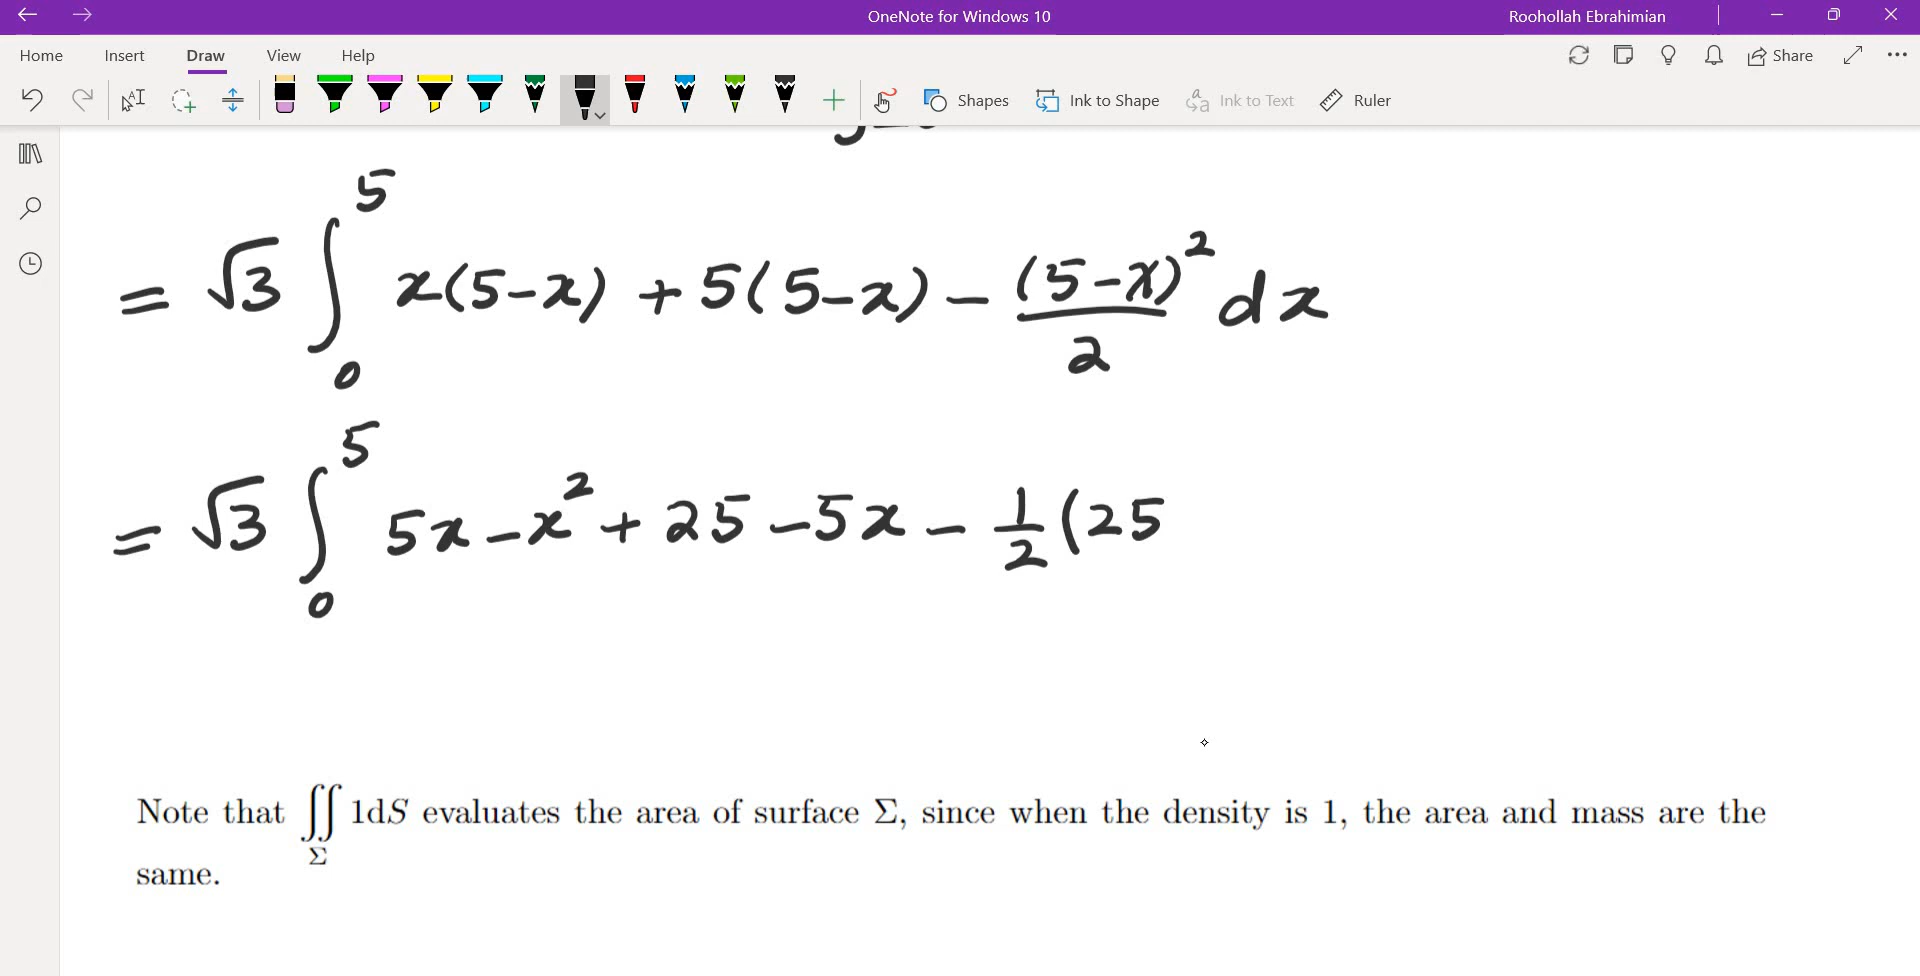 OneNote for Windows 10 Roohollah Ebrahimian
Home Insert Draw View Help Share
Shapes Ink to Shape Ink to Text Ruler
= √3 ∫₀⁵ x(5-x) + 5(5-x) - (5-x)²/2 dx
= √3 ∫₀⁵ 5x - x² + 25 - 5x - 1/2 (25
Note that ∬_Σ 1dS evaluates the area of surface Σ, since when the density is 1, the area and mass are the
same.